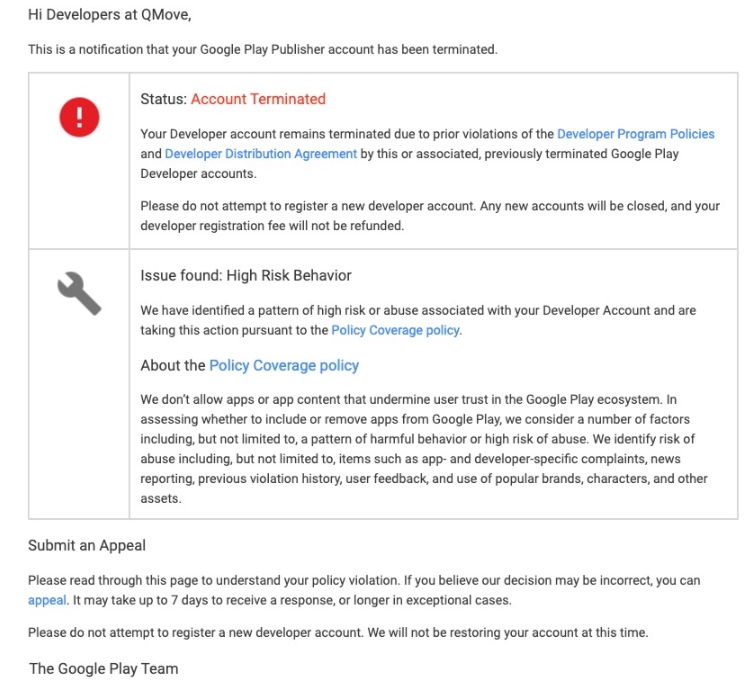 Hi Developers at QMove,
This is a notification that your Google Play Publisher account has been terminated.
Status: Account Terminated
Your Developer account remains terminated due to prior violations of the Developer Program Policies
and Developer Distribution Agreement by this or associated, previously terminated Google Play
Developer accounts.
Please do not attempt to register a new developer account. Any new accounts will be closed, and your
developer registration fee will not be refunded.
Issue found: High Risk Behavior
We have identified a pattern of high risk or abuse associated with your Developer Account and are
taking this action pursuant to the Policy Coverage policy.
About the Policy Coverage policy
We don't allow apps or app content that undermine user trust in the Google Play ecosystem. In
assessing whether to include or remove apps from Google Play, we consider a number of factors
including, but not limited to, a pattern of harmful behavior or high risk of abuse. We identify risk of
abuse including, but not limited to, items such as app- and developer-specific complaints, news
reporting, previous violation history, user feedback, and use of popular brands, characters, and other
assets.
Submit an Appeal
Please read through this page to understand your policy violation. If you believe our decision may be incorrect, you can
appeal. It may take up to 7 days to receive a response, or longer in exceptional cases.
Please do not attempt to register a new developer account. We will not be restoring your account at this time.
The Google Play Team